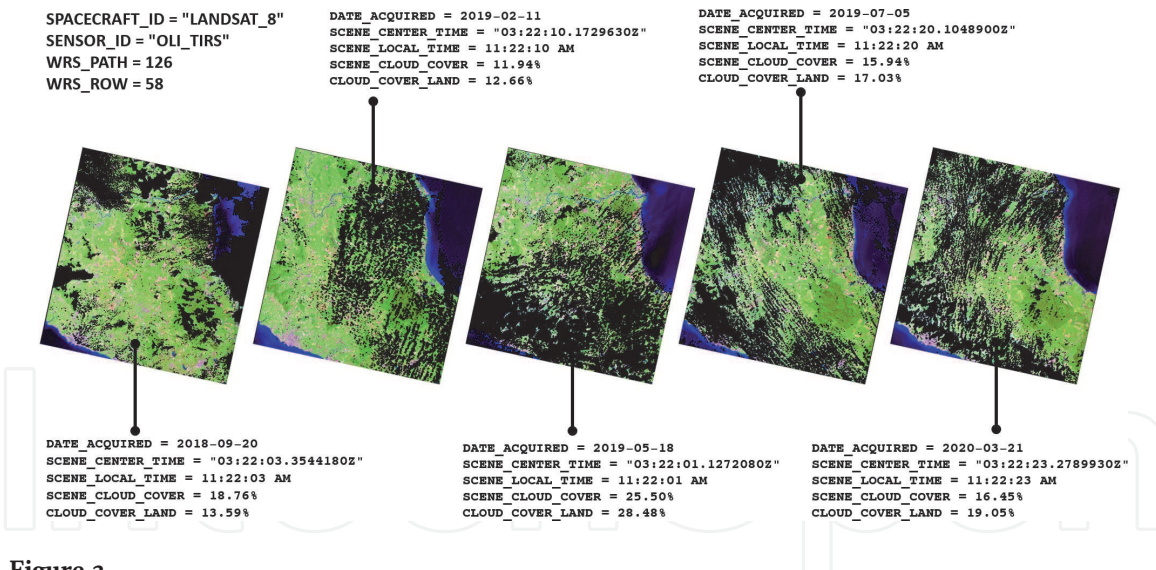 SPACECRAFT_ID = "LANDSAT_8"
SENSOR_ID = "OLI_TIRS"
WRS_PATH = 126
WRS_ROW = 58
DATE_ACQUIRED = 2019-02-11
SCENE_CENTER_TIME = "03:22:10.1729630Z"
SCENE_LOCAL_TIME = 11:22:10 AM
SCENE_CLOUD_COVER = 11.94%
CLOUD_COVER_LAND = 12.66%
DATE_ACQUIRED = 2019-07-05
SCENE_CENTER_TIME = "03:22:20.1048900Z"
SCENE_LOCAL_TIME = 11:22:20 AM
SCENE_CLOUD_COVER = 15.94%
CLOUD_COVER_LAND = 17.03%
DATE_ACQUIRED = 2018-09-20
SCENE_CENTER_TIME = "03:22:03.3544180Z"
SCENE_LOCAL_TIME = 11:22:03 AM
SCENE_CLOUD_COVER = 18.76%
CLOUD_COVER_LAND = 13.59%
DATE_ACQUIRED = 2019-05-18
SCENE_CENTER_TIME = "03:22:01.1272080Z"
SCENE_LOCAL_TIME = 11:22:01 AM
SCENE_CLOUD_COVER = 25.50%
CLOUD_COVER_LAND = 28.48%
DATE_ACQUIRED = 2020-03-21
SCENE_CENTER_TIME = "03:22:23.2789930Z"
SCENE_LOCAL_TIME = 11:22:23 AM
SCENE_CLOUD_COVER = 16.45%
CLOUD_COVER_LAND = 19.05%
Figure